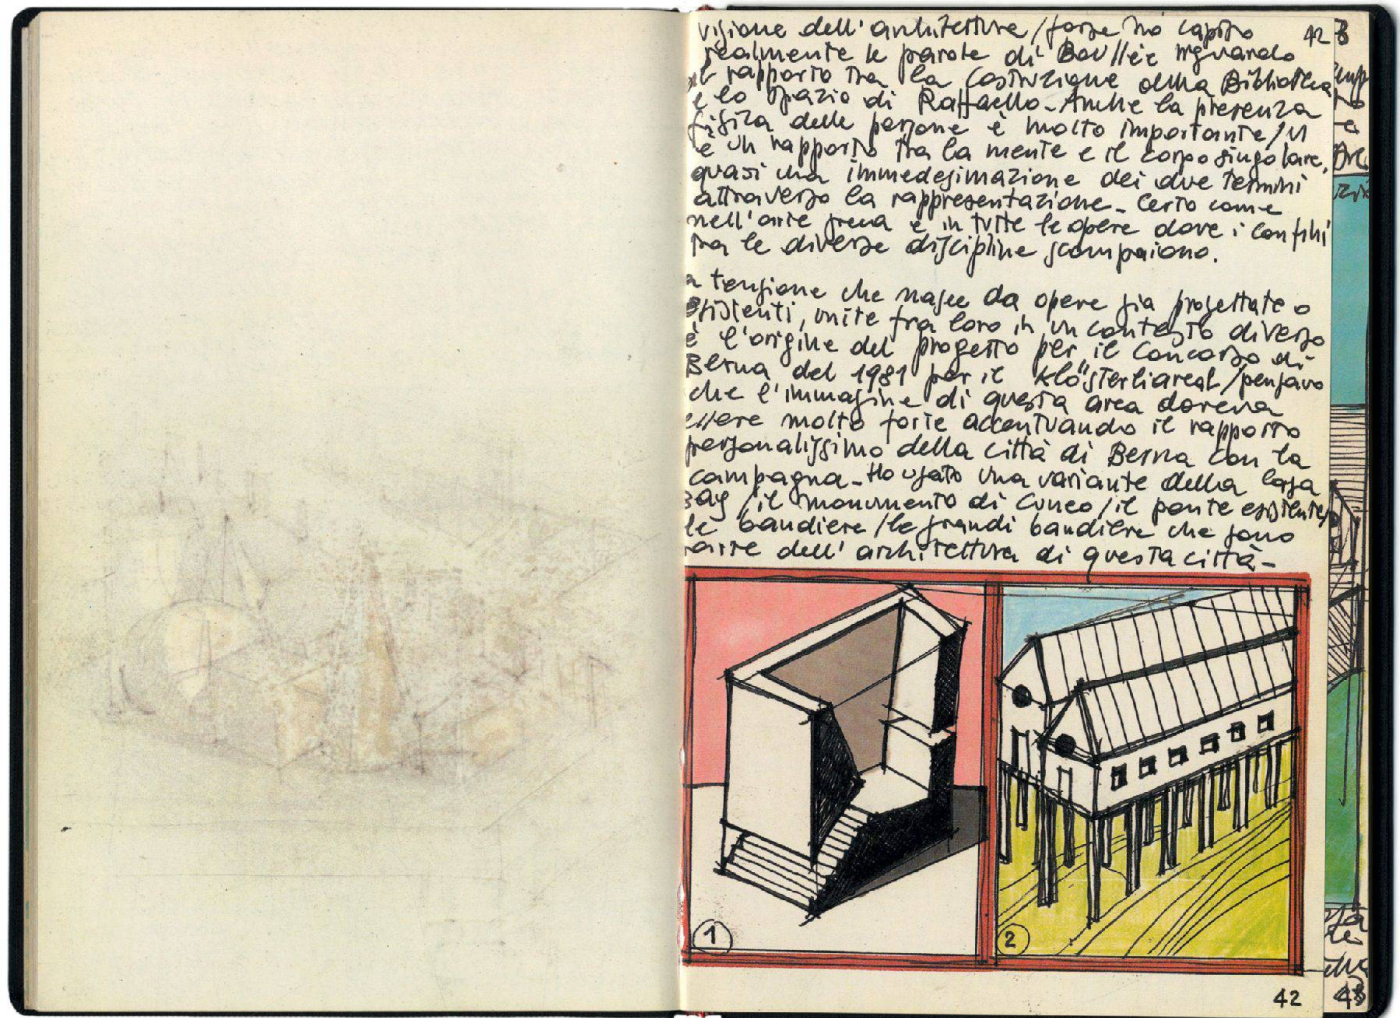 visione dell'architettura/forse ho capito 42
realmente le parole di Boullée riguardo
il rapporto tra la costruzione della Biblioteca
e lo spazio di Raffaello - Anche la presenza
fisica delle persone è molto importante/vi
è un rapporto tra la mente e il corpo singolare,
quasi una immedesimazione dei due termini
attraverso la rappresentazione - Certo come
nell'arte greca e in tutte le opere dove i confini
tra le diverse discipline scompaiono.
a tensione che nasce da opere già progettate o
esistenti, unite fra loro in un contesto diverso
è l'origine del progetto per il Concorso di
Berna del 1981 per il Klösterliareal/pensavo
che l'immagine di questa area doveva
essere molto forte accentuando il rapporto
personalissimo della città di Berna con la
campagna - Ho usato una variante della casa
Bay/il monumento di Cuneo/il ponte esistente/
le bandiere/le grandi bandiere che sono
parte dell'architettura di questa città -
1
2
42
43